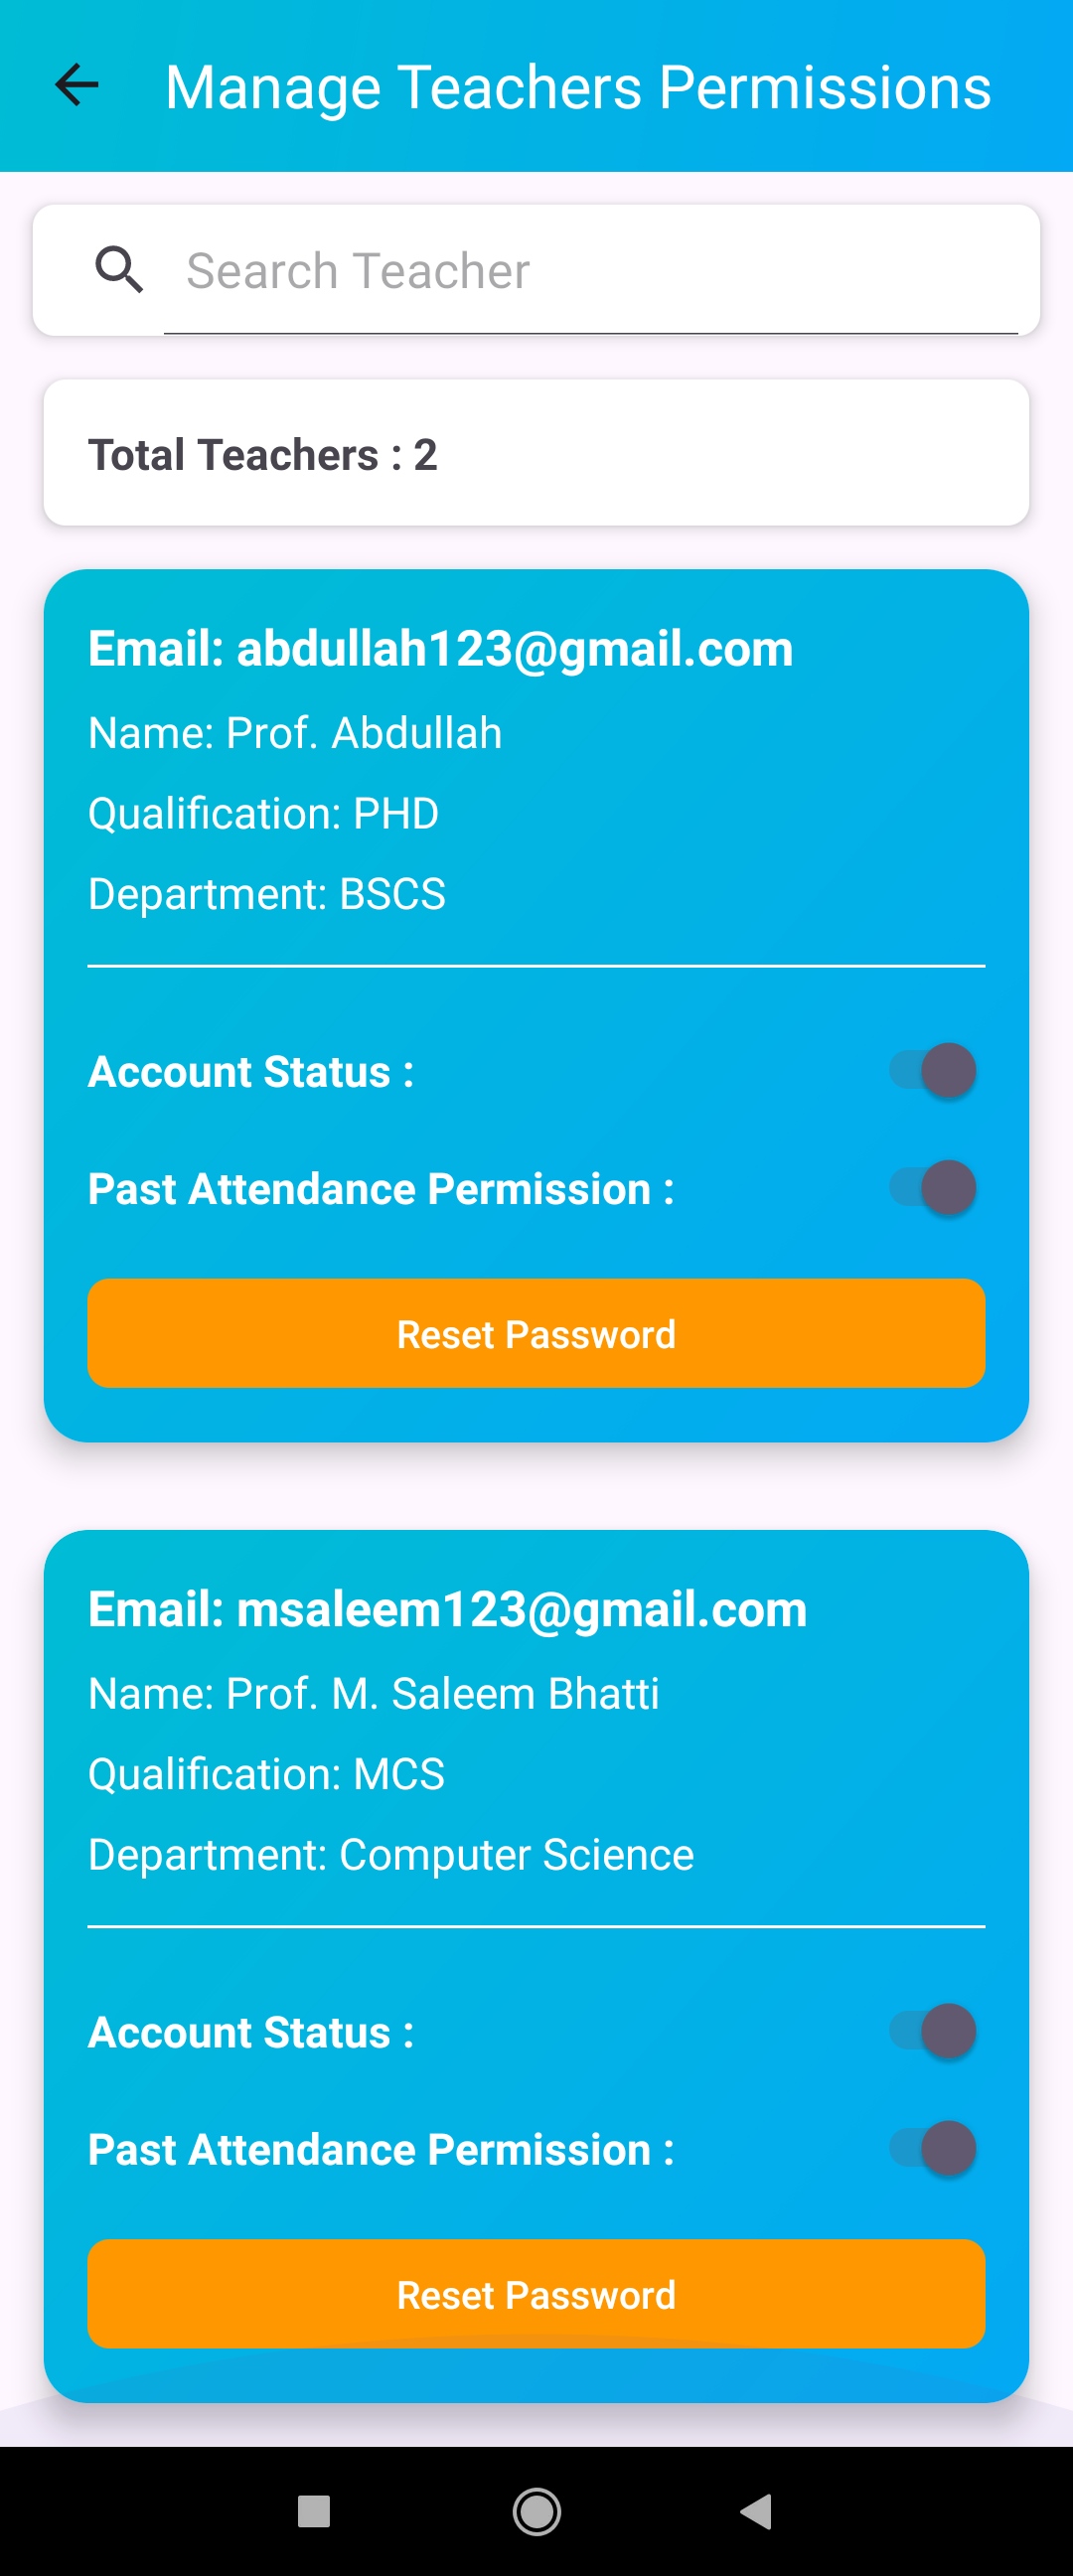 Manage Teachers Permissions
Search Teacher
Total Teachers : 2
Email: abdullah123@gmail.com
Name: Prof. Abdullah
Qualification: PHD
Department: BSCS
Account Status :
Past Attendance Permission :
Reset Password
Email: msaleem123@gmail.com
Name: Prof. M. Saleem Bhatti
Qualification: MCS
Department: Computer Science
Account Status :
Past Attendance Permission :
Reset Password